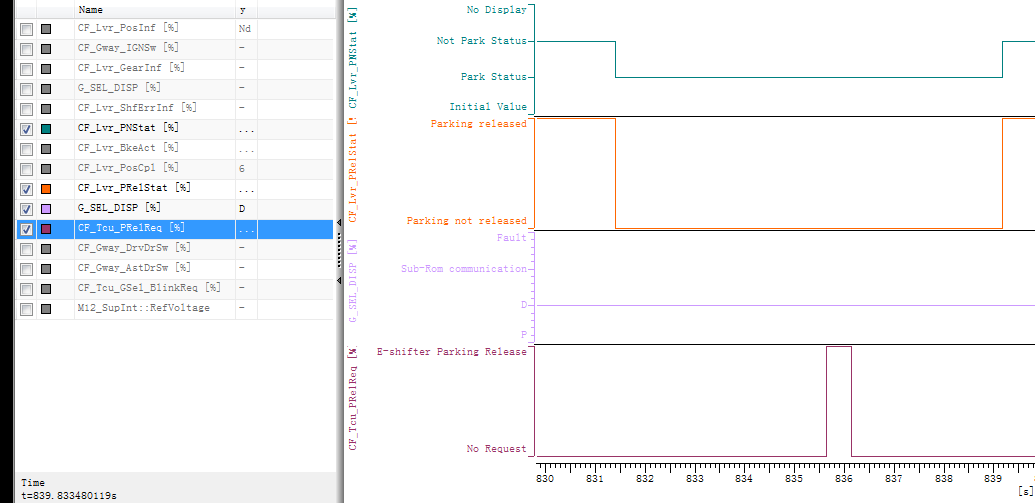 Name y
CF_Lvr_PosInf [%] Nd
CF_Gway_IGNSw [%] -
CF_Lvr_GearInf [%] -
G_SEL_DISP [%] -
CF_Lvr_ShfErrInf [%] -
CF_Lvr_PNStat [%] ...
CF_Lvr_BkeAct [%] ...
CF_Lvr_PosCpl [%] 6
CF_Lvr_PRelStat [%] ...
G_SEL_DISP [%] D
CF_Tcu_PRelReq [%] ...
CF_Gway_DrvDrSw [%] -
CF_Gway_AstDrSw [%] -
CF_Tcu_GSel_BlinkReq [%] -
M12_SupInt::RefVoltage -
Time
t=839.833480119s
CF_Lvr_PNStat [%]
No Display
Not Park Status
Park Status
Initial Value
CF_Lvr_PRelStat [%
Parking released
Parking not released
G_SEL_DISP [%]
Fault
Sub-Rom communication
D
P
CF_Tcu_PRelReq [%
E-shifter Parking Release
No Request
830 831 832 833 834 835 836 837 838 839
[s]